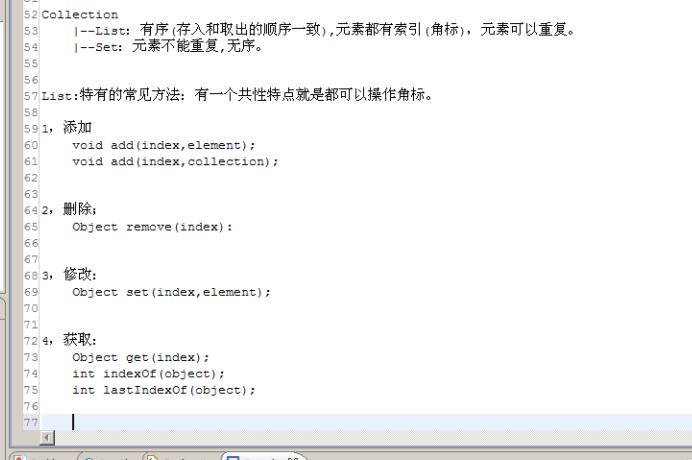 52 Collection
53 |--List: 有序(存入和取出的顺序一致),元素都有索引(角标), 元素可以重复。
54 |--Set: 元素不能重复,无序。
55
56
57 List:特有的常见方法: 有一个共性特点就是都可以操作角标。
58
59 1, 添加
60 void add(index,element);
61 void add(index,collection);
62
63
64 2, 删除;
65 Object remove(index):
66
67
68 3, 修改:
69 Object set(index,element);
70
71
72 4, 获取:
73 Object get(index);
74 int indexOf(object);
75 int lastIndexOf(object);
76
77